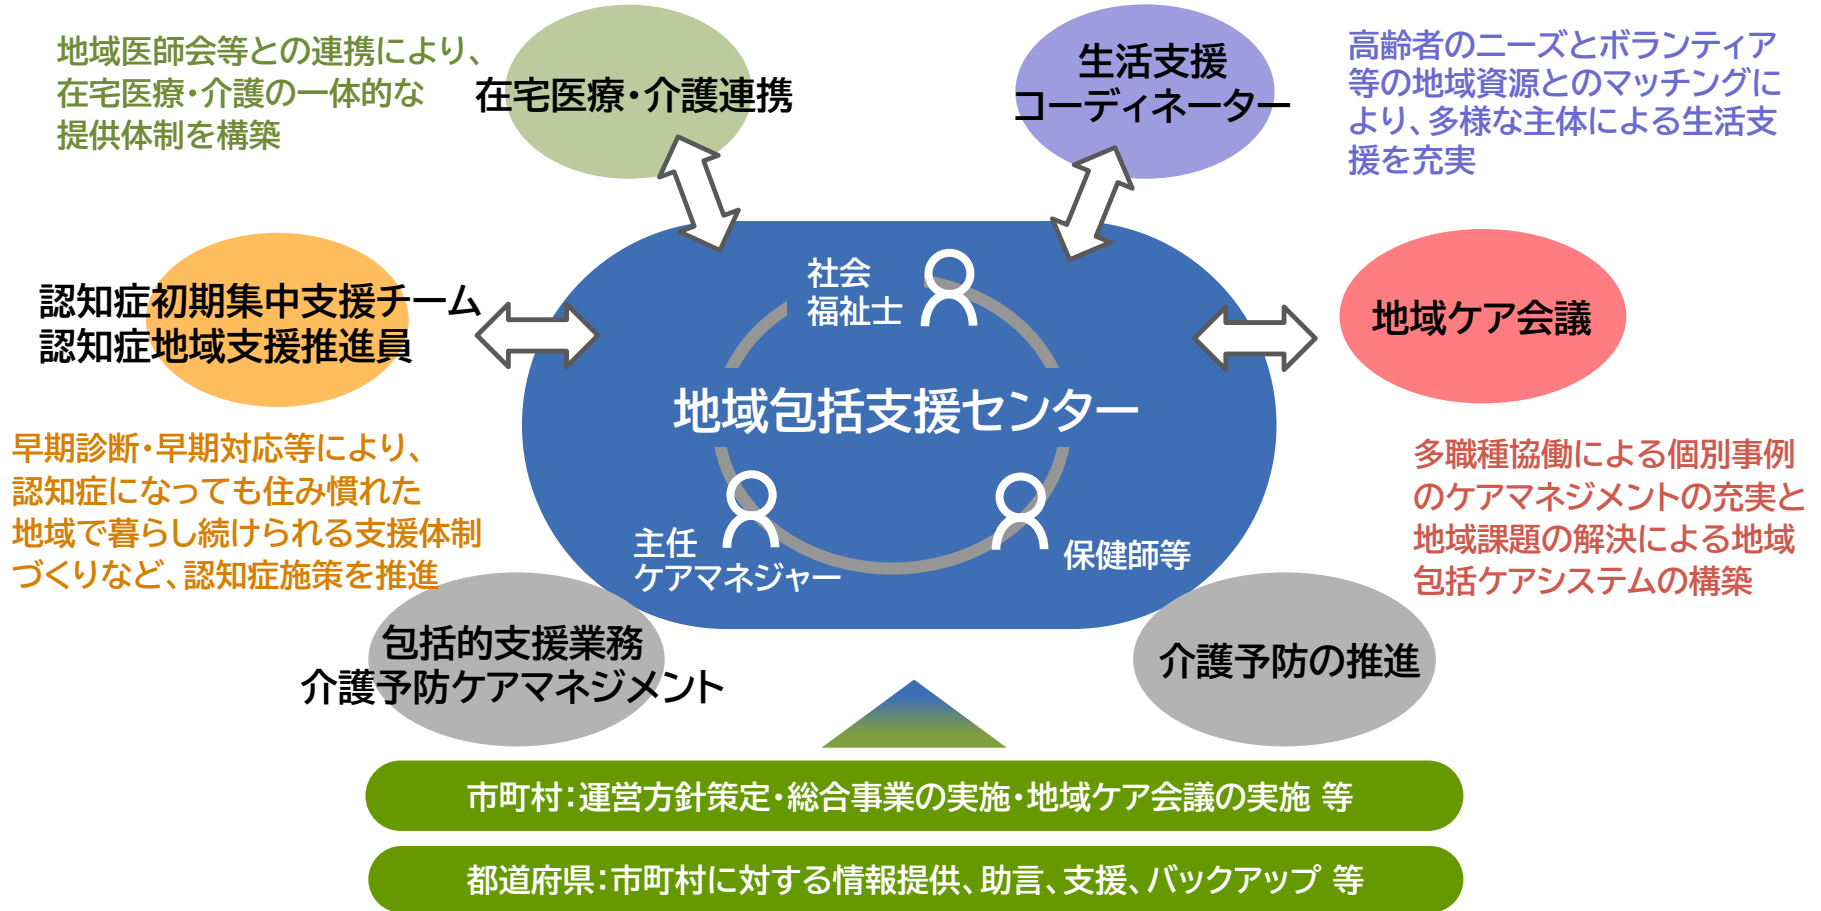 地域医師会等との連携により、
在宅医療・介護の一体的な
提供体制を構築
在宅医療・介護連携
生活支援
コーディネーター
高齢者のニーズとボランティア
等の地域資源とのマッチングに
より、多様な主体による生活支
援を充実
認知症初期集中支援チーム
認知症地域支援推進員
社会
福祉士
地域ケア会議
地域包括支援センター
早期診断・早期対応等により、
認知症になっても住み慣れた
地域で暮らし続けられる支援体制
づくりなど、認知症施策を推進
主任
ケアマネジャー
保健師等
多職種協働による個別事例
のケアマネジメントの充実と
地域課題の解決による地域
包括ケアシステムの構築
包括的支援業務
介護予防ケアマネジメント
介護予防の推進
市町村：運営方針策定・総合事業の実施・地域ケア会議の実施 等
都道府県：市町村に対する情報提供、助言、支援、バックアップ 等